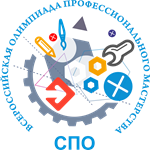 ВСЕРОССИЙСКАЯ ОЛИМПИАДА ПРОФЕССИОНАЛЬНОГО МАСТЕРСТВА
СПО